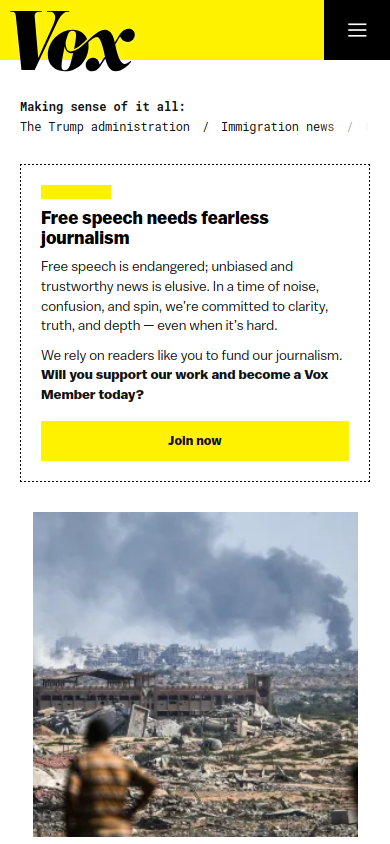 Vox
Making sense of it all:
The Trump administration / Immigration news /
Free speech needs fearless
journalism
Free speech is endangered; unbiased and
trustworthy news is elusive. In a time of noise,
confusion, and spin, we're committed to clarity,
truth, and depth — even when it's hard.
We rely on readers like you to fund our journalism.
Will you support our work and become a Vox
Member today?
Join now